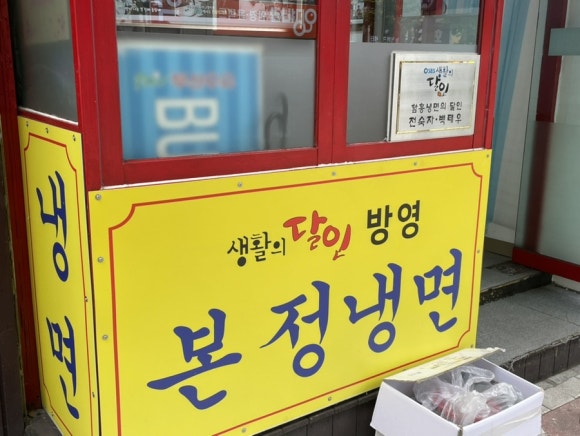 생활의
달인
함흥냉면의 달인
전숙자·백태우
BU
생활의달인 방영
본정냉면
냉면